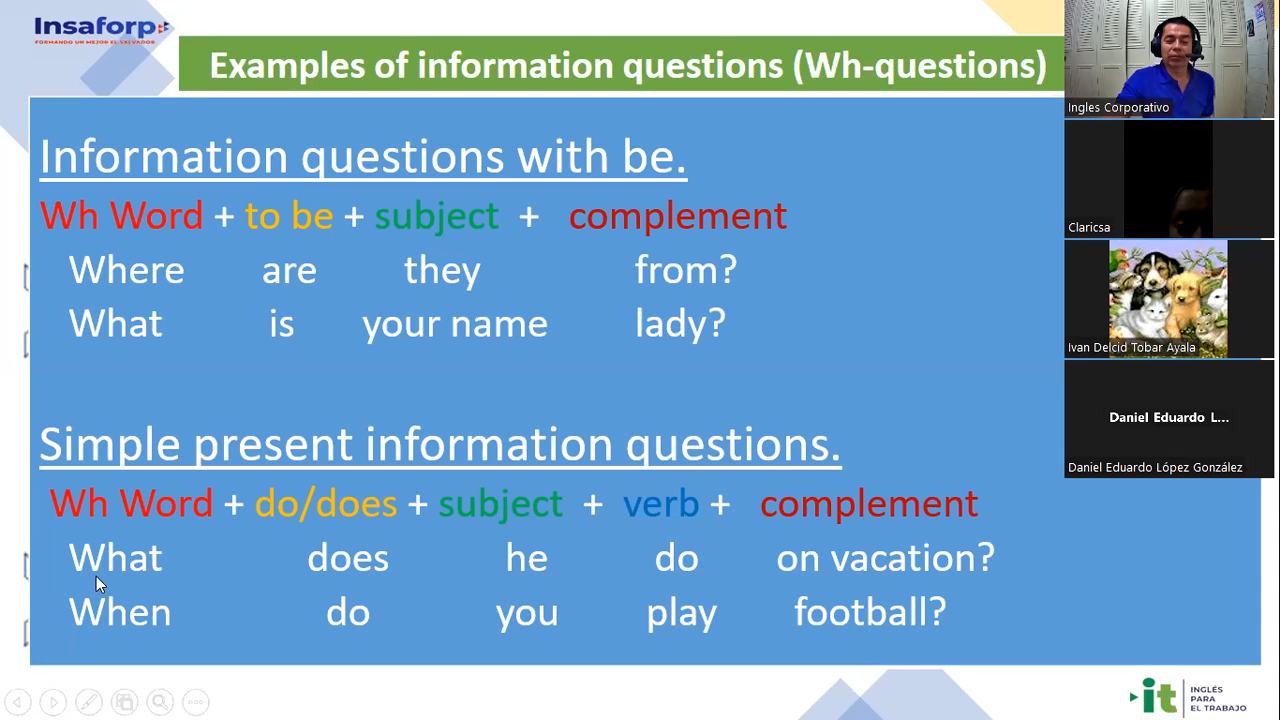 Insaforp
FORMANDO UN MEJOR EL SALVADOR
Examples of information questions (Wh-questions)
Information questions with be.
Wh Word + to be + subject + complement
Where are they from?
What is your name lady?
Simple present information questions.
Wh Word + do/does + subject + verb + complement
What does he do on vacation?
When do you play football?
Ingles Corporativo
Claricsa
Ivan Delcid Tobar Ayala
Daniel Eduardo L...
Daniel Eduardo López González
it
INGLÉS
PARA
EL TRABAJO